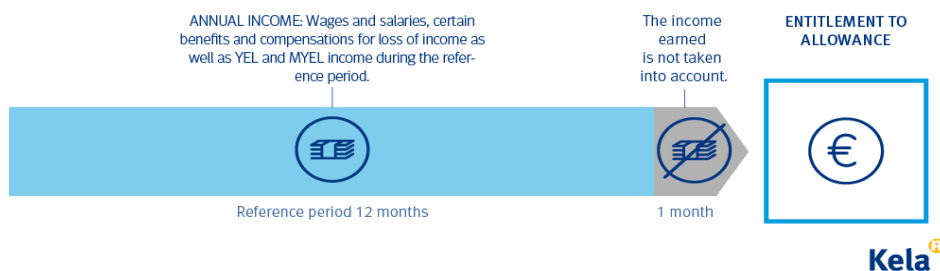 ANNUAL INCOME: Wages and salaries, certain
benefits and compensations for loss of income as
well as YEL and MYEL income during the refer-
ence period.
The income
earned
is not taken
into account.
ENTITLEMENT TO
ALLOWANCE
€
Reference period 12 months
1 month
Kela